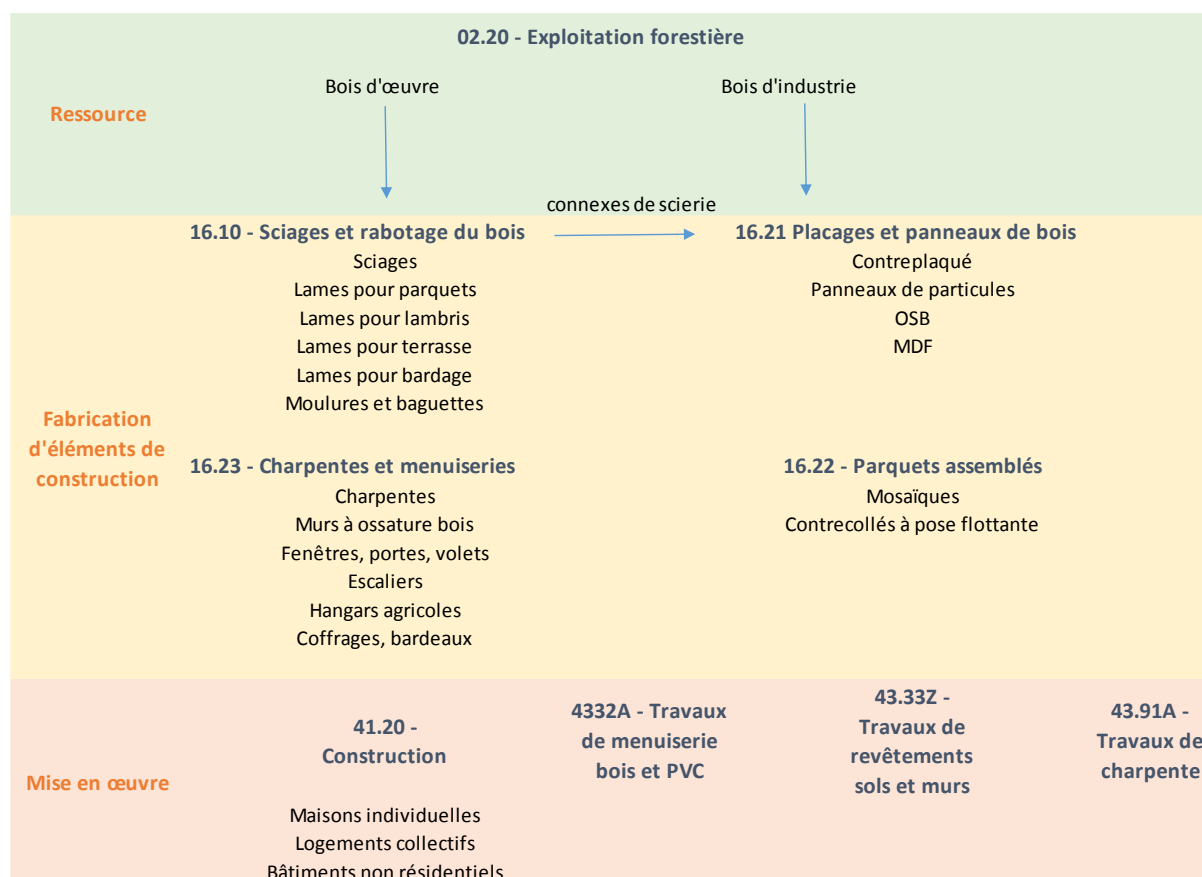 02.20 - Exploitation forestière
Bois d'œuvre
Bois d'industrie
Ressource
connexes de scierie
16.10 - Sciages et rabotage du bois
16.21 Placages et panneaux de bois
Sciages
Lames pour parquets
Lames pour lambris
Lames pour terrasse
Lames pour bardage
Moulures et baguettes
Contreplaqué
Panneaux de particules
OSB
MDF
Fabrication
d'éléments de
construction
16.23 - Charpentes et menuiseries
Charpentes
Murs à ossature bois
Fenêtres, portes, volets
Escaliers
Hangars agricoles
Coffrages, bardeaux
16.22 - Parquets assemblés
Mosaïques
Contrecollés à pose flottante
Mise en œuvre
41.20 -
Construction
Maisons individuelles
Logements collectifs
Bâtiments non résidentiels
4332A - Travaux
de menuiserie
bois et PVC
43.33Z -
Travaux de
revêtements
sols et murs
43.91A -
Travaux de
charpente